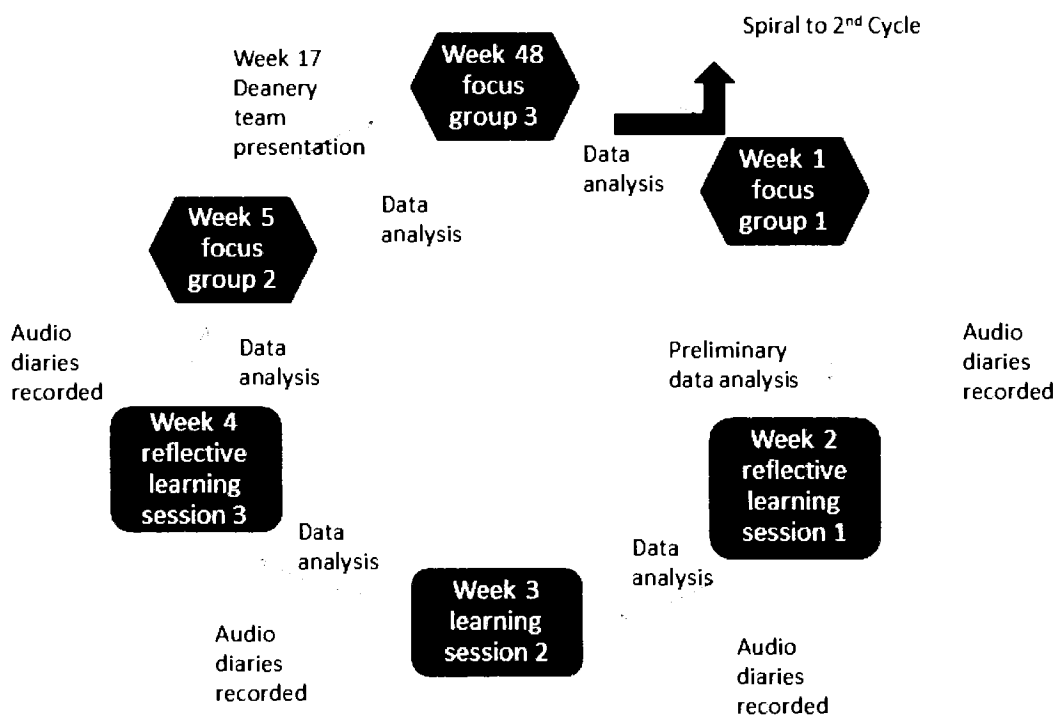 Spiral to 2nd Cycle
Week 17
Deanery
team
presentation
Week 48
focus
group 3
Data
analysis
Week 1
focus
group 1
Week 5
focus
group 2
Data
analysis
Audio
diaries
recorded
Data
analysis
Preliminary
data analysis
Audio
diaries
recorded
Week 4
reflective
learning
session 3
Week 2
reflective
learning
session 1
Data
analysis
Week 3
learning
session 2
Data
analysis
Audio
diaries
recorded
Audio
diaries
recorded